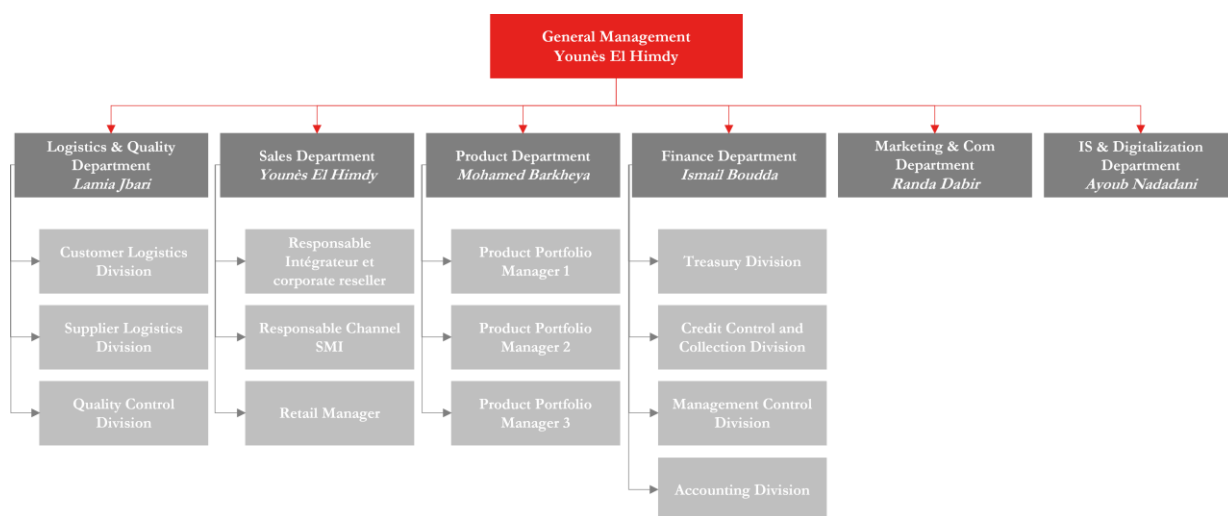 General Management
Younès El Himdy
Logistics & Quality
Department
Lamia Jbari
Sales Department
Younès El Himdy
Product Department
Mohamed Barkheya
Finance Department
Ismail Boudda
Marketing & Com
Department
Randa Dabir
IS & Digitalization
Department
Ayoub Nadadani
Customer Logistics
Division
Responsable
Intégrateur et
corporate reseller
Product Portfolio
Manager 1
Treasury Division
Supplier Logistics
Division
Responsable Channel
SMI
Product Portfolio
Manager 2
Credit Control and
Collection Division
Quality Control
Division
Retail Manager
Product Portfolio
Manager 3
Management Control
Division
Accounting Division